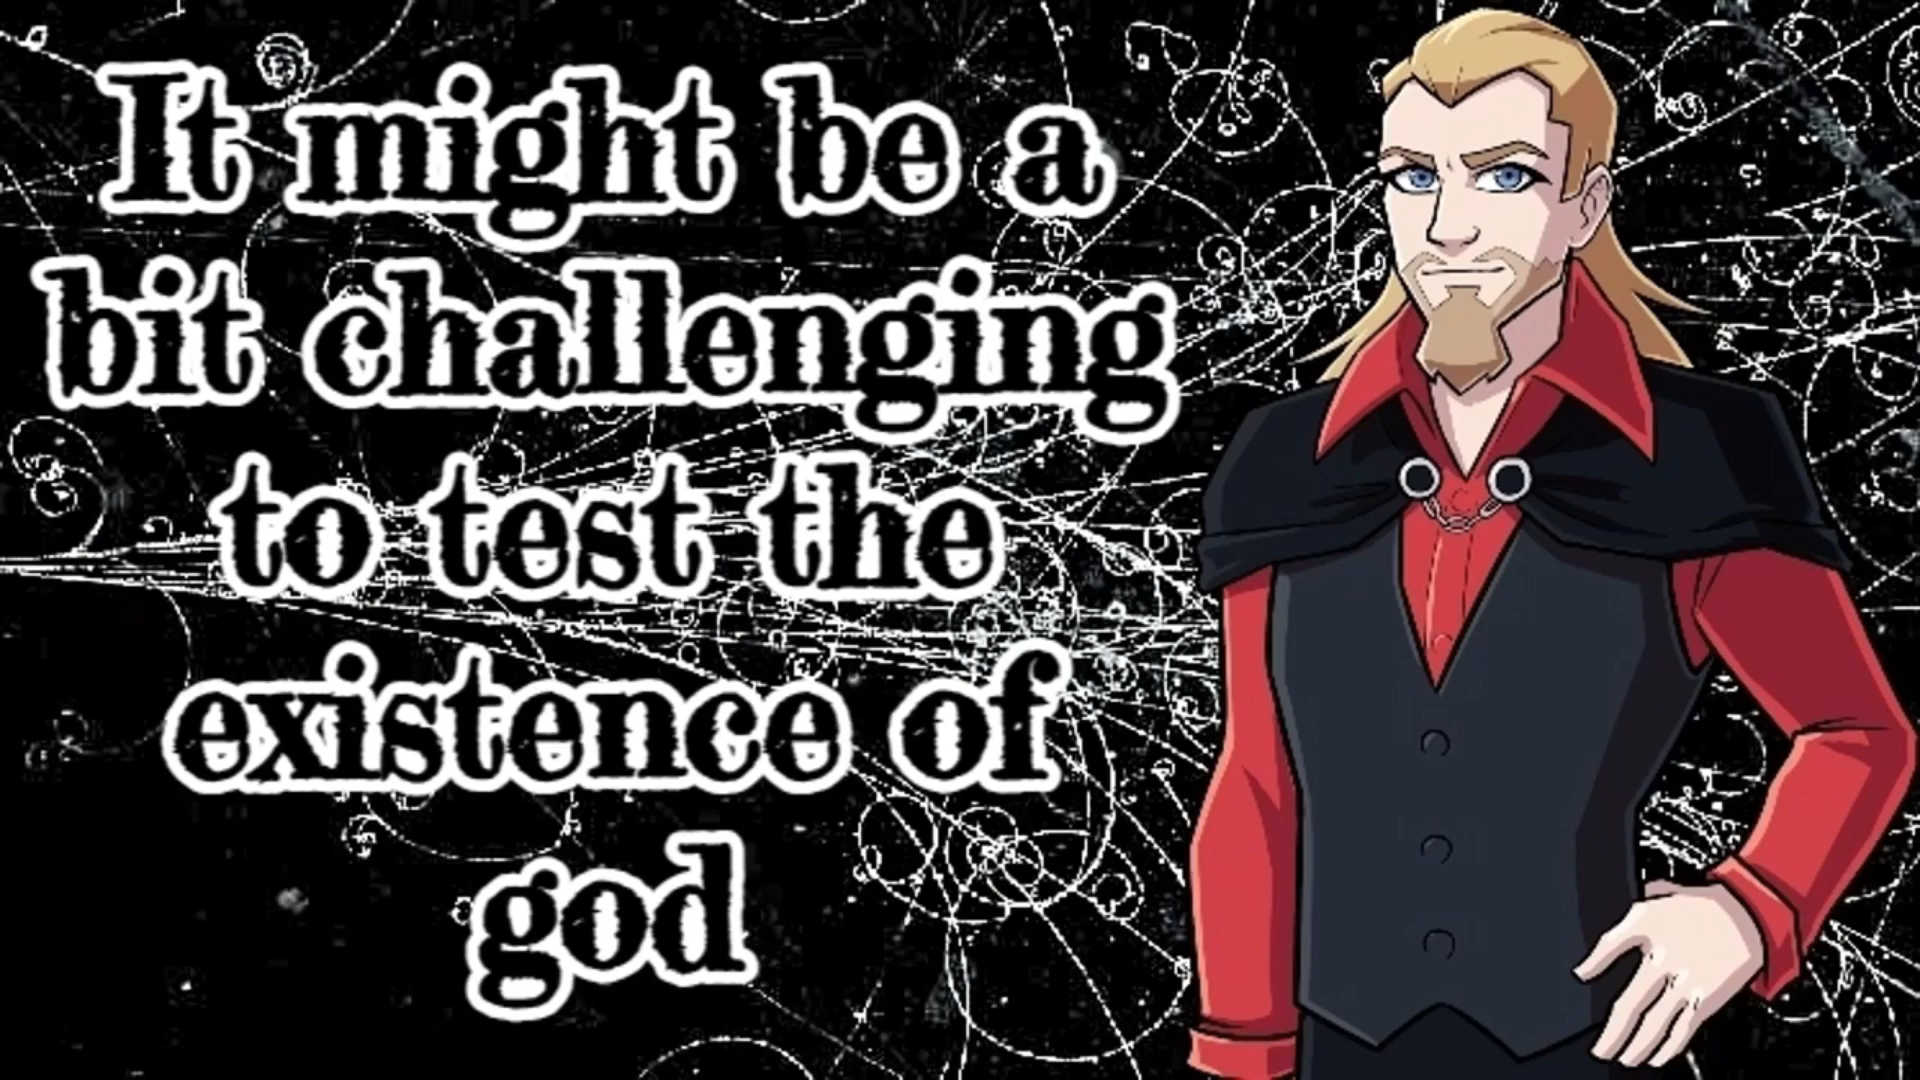 It might be a
bit challenging
to test the
existence of
god